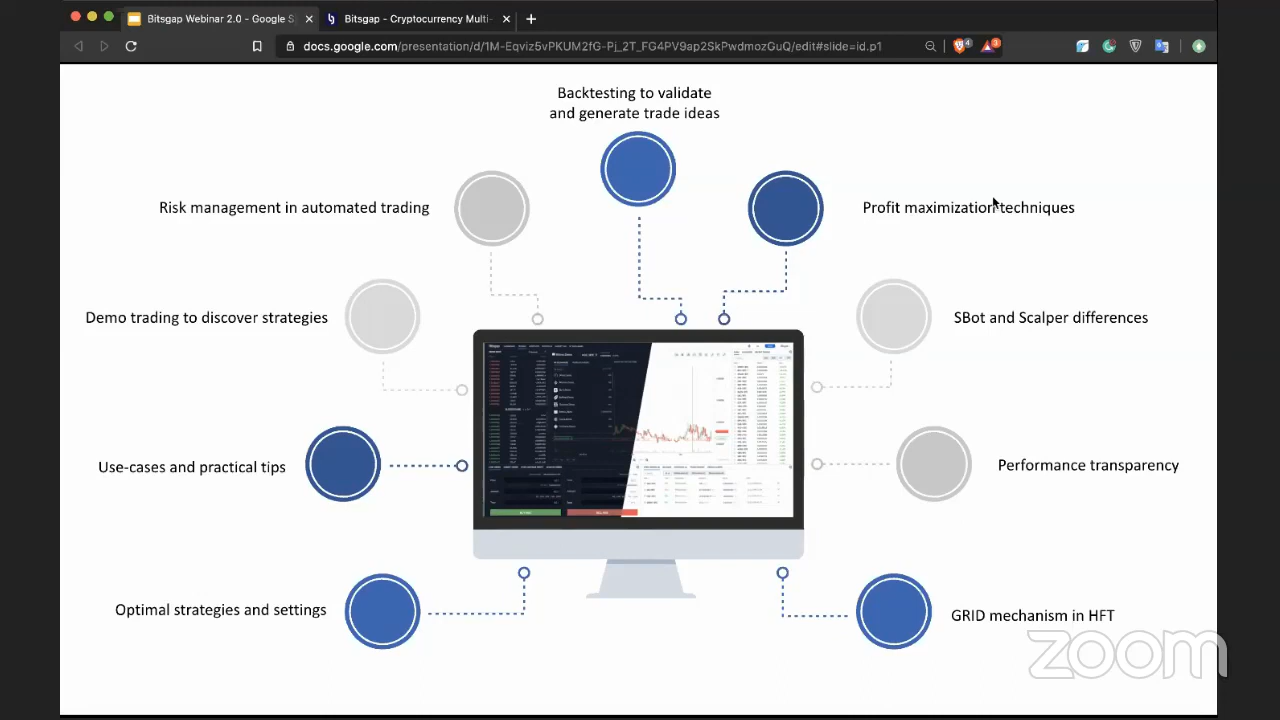 Bitsgap Webinar 2.0 - Google S
Bitsgap - Cryptocurrency Multi-
docs.google.com/presentation/d/1M-Eqviz5vPKUM2fG-Pj_2T_FG4PV9ap2SkPwdmozGuQ/edit#slide=id.p1
4
3
Backtesting to validate
and generate trade ideas
Risk management in automated trading
Profit maximization techniques
Demo trading to discover strategies
SBot and Scalper differences
Use-cases and practical tips
Performance transparency
Optimal strategies and settings
GRID mechanism in HFT
zoom